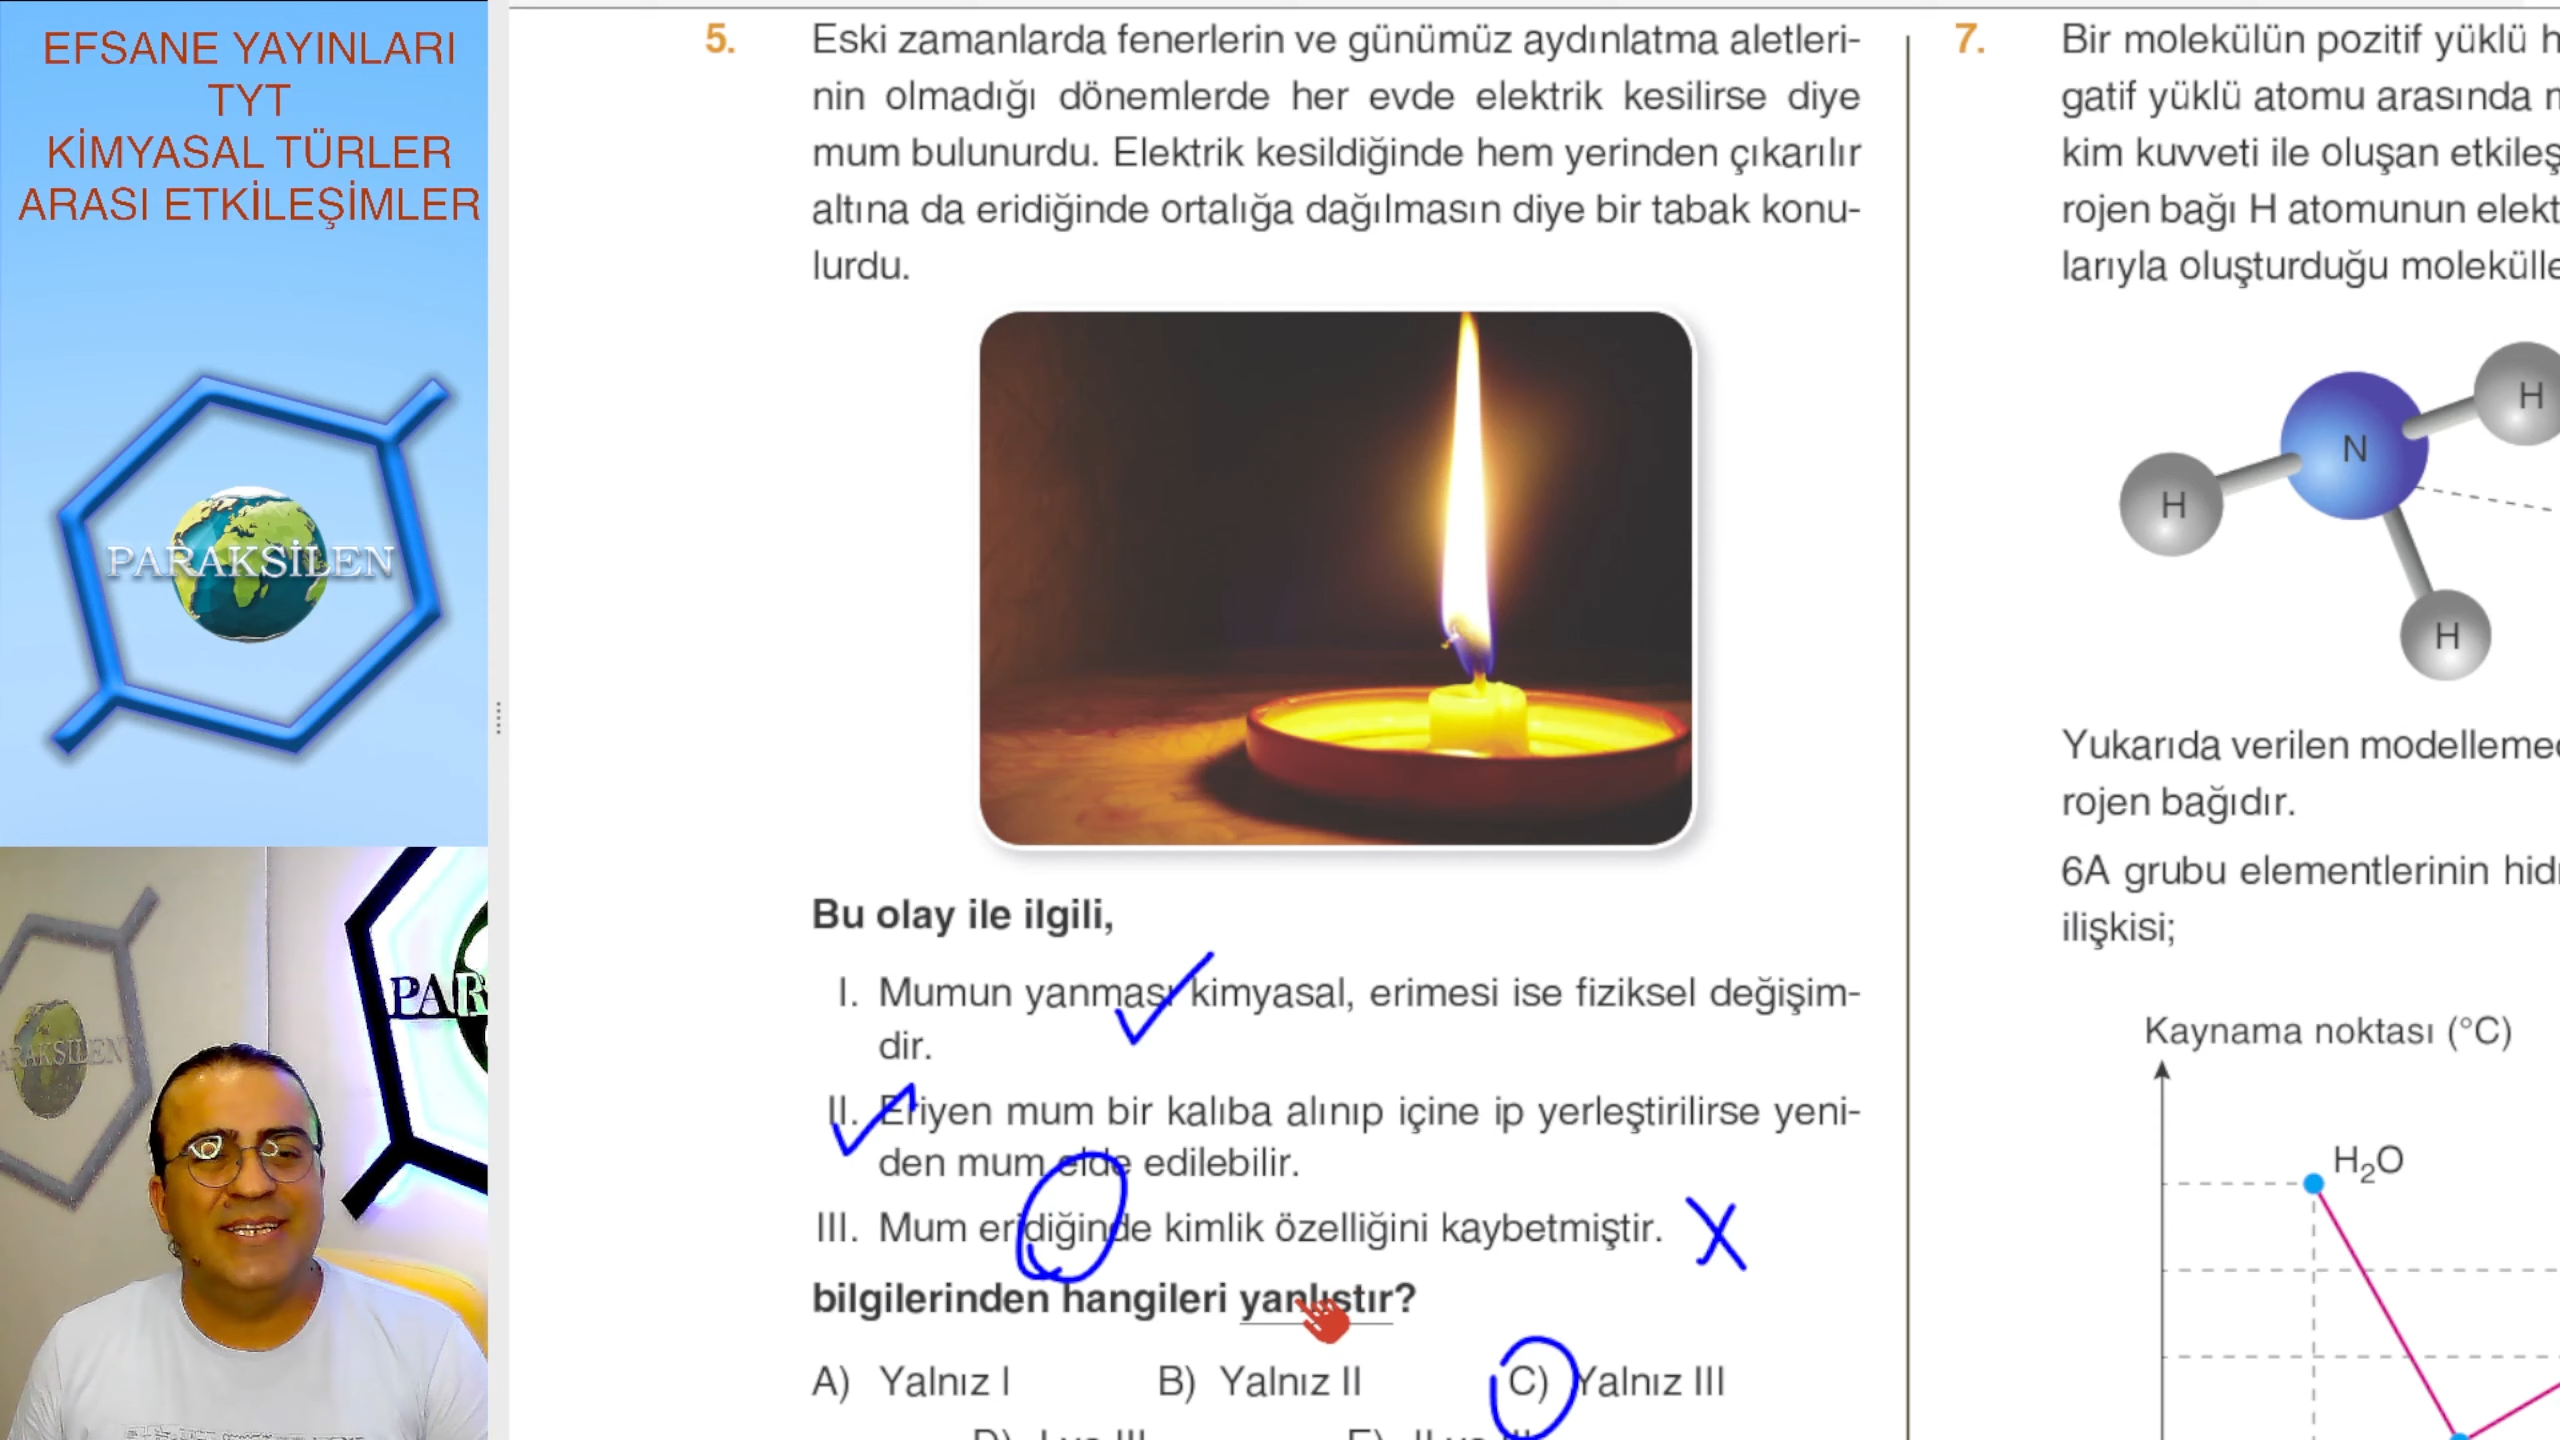 EFSANE YAYINLARI
TYT
KİMYASAL TÜRLER
ARASI ETKİLEŞİMLER
PARAKSİLEN
PAR
ARAKSİLEN
5. Eski zamanlarda fenerlerin ve günümüz aydınlatma aletleri-
nin olmadığı dönemlerde her evde elektrik kesilirse diye
mum bulunurdu. Elektrik kesildiğinde hem yerinden çıkarılır
altına da eridiğinde ortalığa dağılmasın diye bir tabak konu-
lurdu.
Bu olay ile ilgili,
I. Mumun yanması kimyasal, erimesi ise fiziksel değişim-
dir.
II. Eriyen mum bir kalıba alınıp içine ip yerleştirilirse yeni-
den mum elde edilebilir.
III. Mum eridiğinde kimlik özelliğini kaybetmiştir.
bilgilerinden hangileri yanlıştır?
A) Yalnız I B) Yalnız II C) Yalnız III
7. Bir molekülün pozitif yüklü
gatif yüklü atomu arasında
kim kuvveti ile oluşan
rojen bağı H atomunun
larıyla oluşturduğu
H
N
H
H
Yukarıda verilen
rojen bağıdır.
6A grubu elementlerinin
ilişkisi;
Kaynama noktası (°C)
H₂O